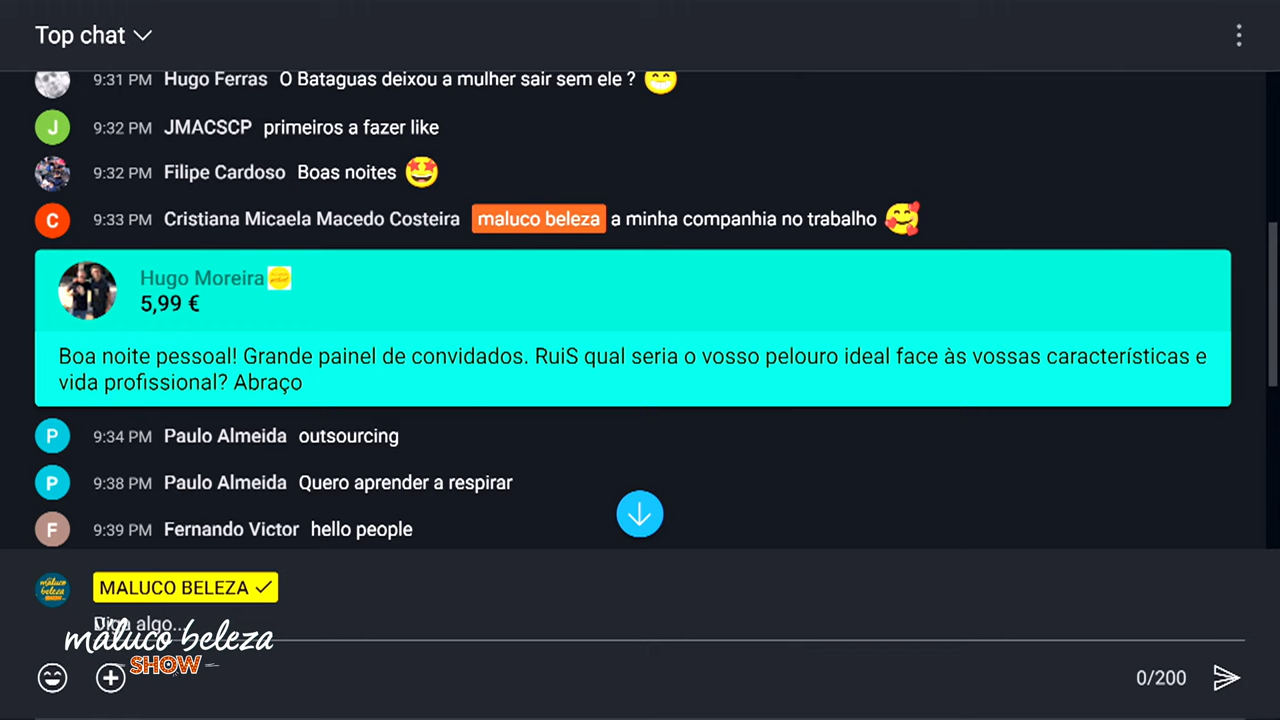 Top chat
9:31 PM Hugo Ferras O Bataguas deixou a mulher sair sem ele ?
J 9:32 PM JMACSCP primeiros a fazer like
9:32 PM Filipe Cardoso Boas noites
C 9:33 PM Cristiana Micaela Macedo Costeira maluco beleza a minha companhia no trabalho
Hugo Moreira
5,99 €
Boa noite pessoal! Grande painel de convidados. RuiS qual seria o vosso pelouro ideal face às vossas características e
vida profissional? Abraço
P 9:34 PM Paulo Almeida outsourcing
P 9:38 PM Paulo Almeida Quero aprender a respirar
F 9:39 PM Fernando Victor hello people
maluco
beleza
SHOW
MALUCO BELEZA
Diga algo...
maluco beleza
SHOW
0/200